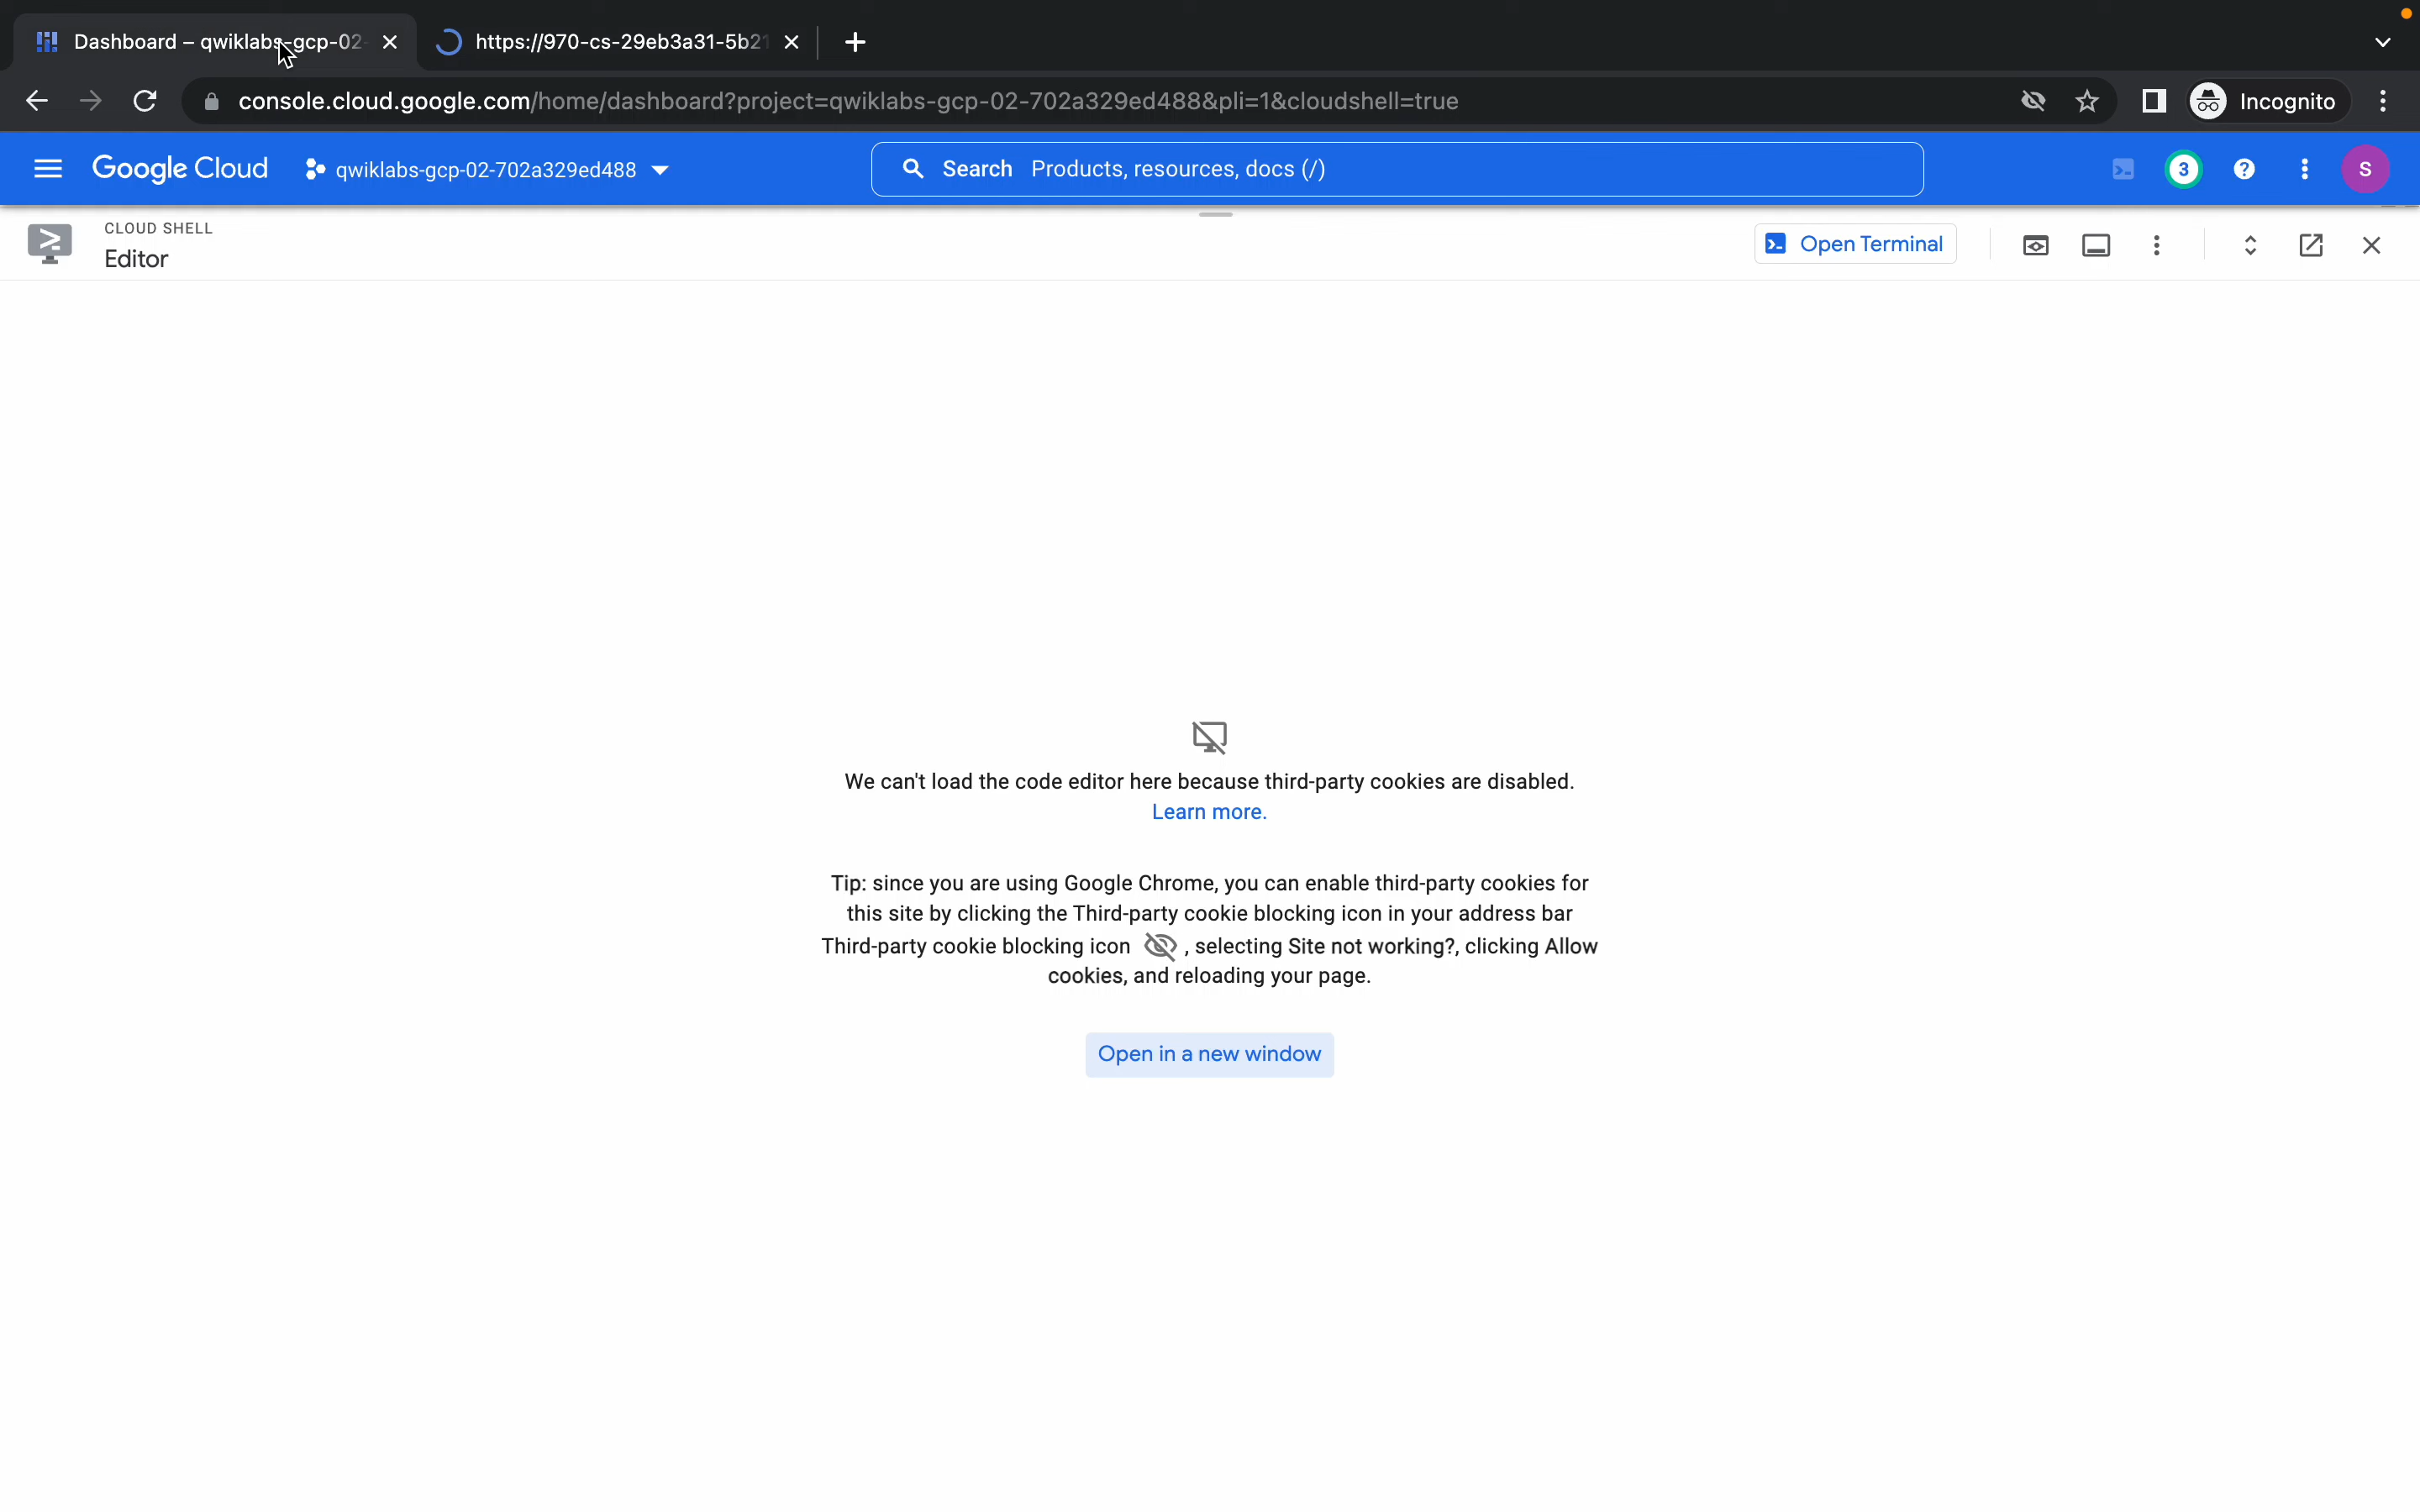 Dashboard – qwiklabs-gcp-02-
https://970-cs-29eb3a31-5b21
console.cloud.google.com/home/dashboard?project=qwiklabs-gcp-02-702a329ed488&pli=1&cloudshell=true
Incognito
Google Cloud
qwiklabs-gcp-02-702a329ed488
Search Products, resources, docs (/)
3
?
S
CLOUD SHELL
Editor
Open Terminal
We can't load the code editor here because third-party cookies are disabled.
Learn more.
Tip: since you are using Google Chrome, you can enable third-party cookies for
this site by clicking the Third-party cookie blocking icon in your address bar
Third-party cookie blocking icon , selecting Site not working?, clicking Allow
cookies, and reloading your page.
Open in a new window